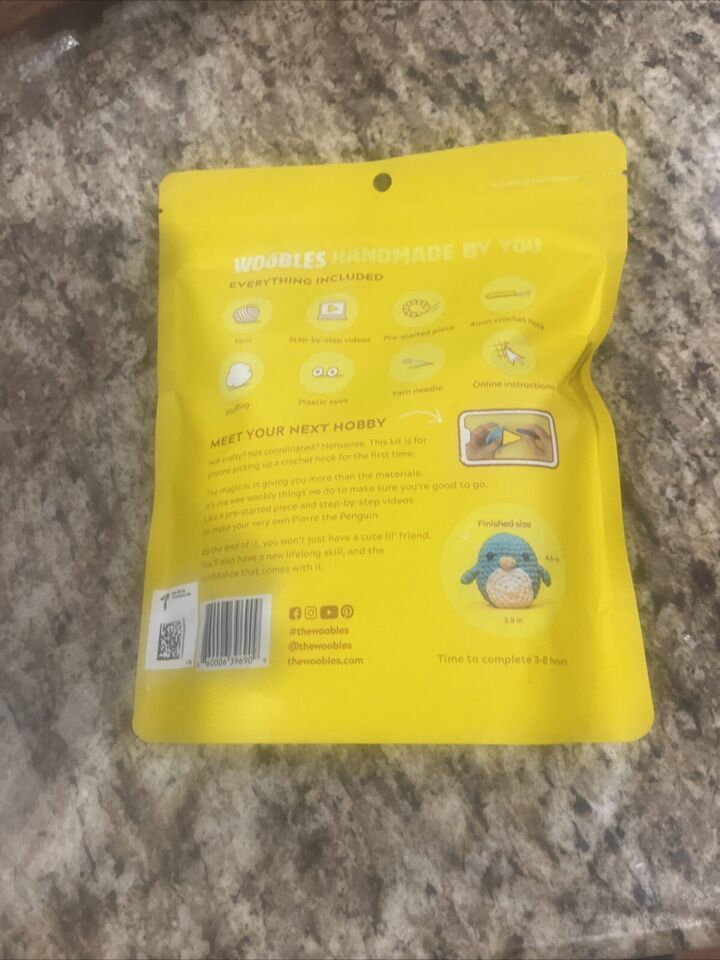 WOOBLES HANDMADE BY YOU
EVERYTHING INCLUDED
Yarn
Step-by-step videos
Pre-started piece
4mm crochet hook
Stuffing
Plastic eyes
Yarn needle
Online instructions
MEET YOUR NEXT HOBBY
Not crafty? Not coordinated? Nonsense. This kit is for
anyone picking up a crochet hook for the first time.
The magic is in giving you more than the materials.
It's the wee woobly things we do to make sure you're good to go.
Like a pre-started piece and step-by-step videos
to make your very own Pierre the Penguin.
By the end of it, you won't just have a cute lil' friend.
You'll also have a new lifelong skill, and the
confidence that comes with it.
Finished size
4.5 in
3.5 in
#thewoobles
@thewoobles
thewoobles.com
Time to complete 3-8 hours
60006 39690 9